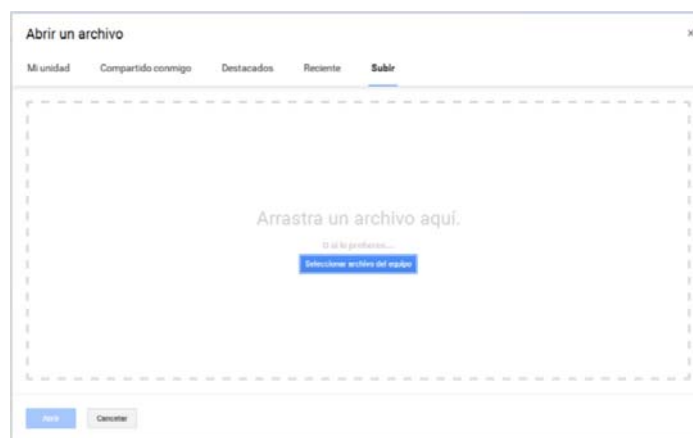 Abrir un archivo
Mi unidad Compartido conmigo Destacados Reciente Subir
Arrastra un archivo aquí.
O si lo prefieres...
Seleccionar archivo del equipo
Abrir Cancelar